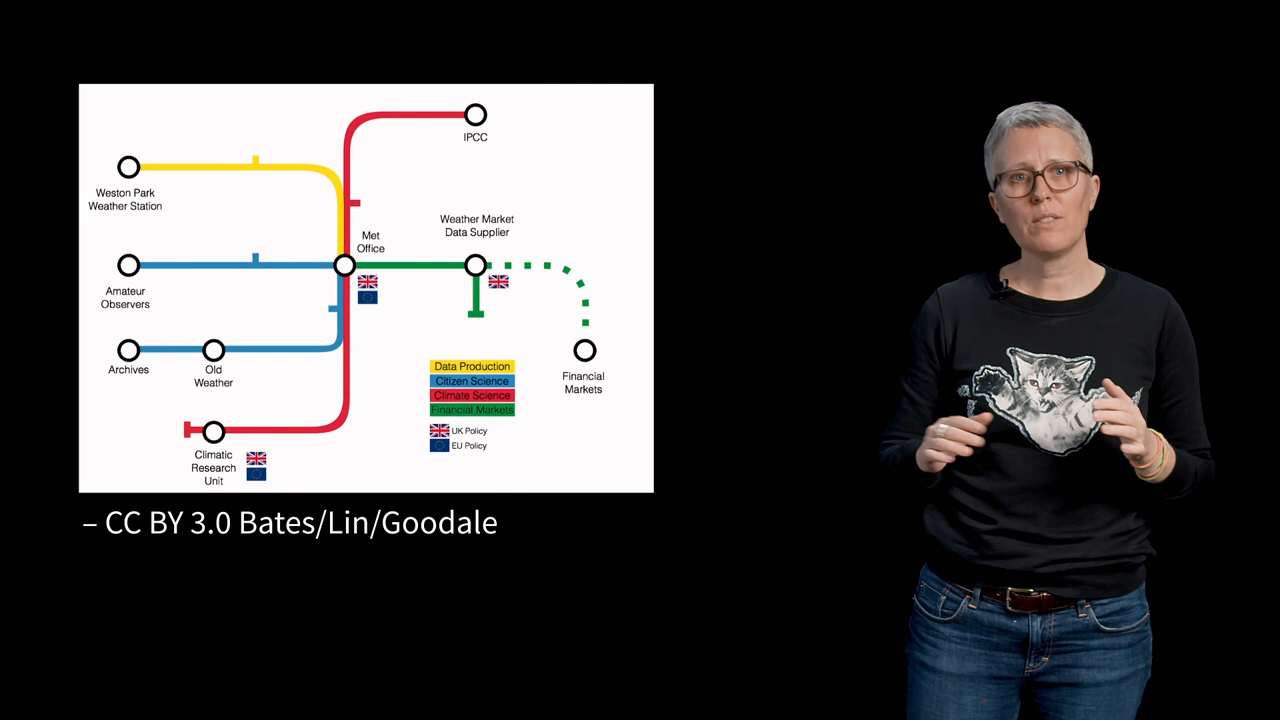 IPCC
Weston Park
Weather Station
Weather Market
Data Supplier
Met
Office
Amateur
Observers
Archives
Old
Weather
Data Production
Citizen Science
Climate Science
Financial Markets
UK Policy
EU Policy
Financial
Markets
Climatic
Research
Unit
– CC BY 3.0 Bates/Lin/Goodale